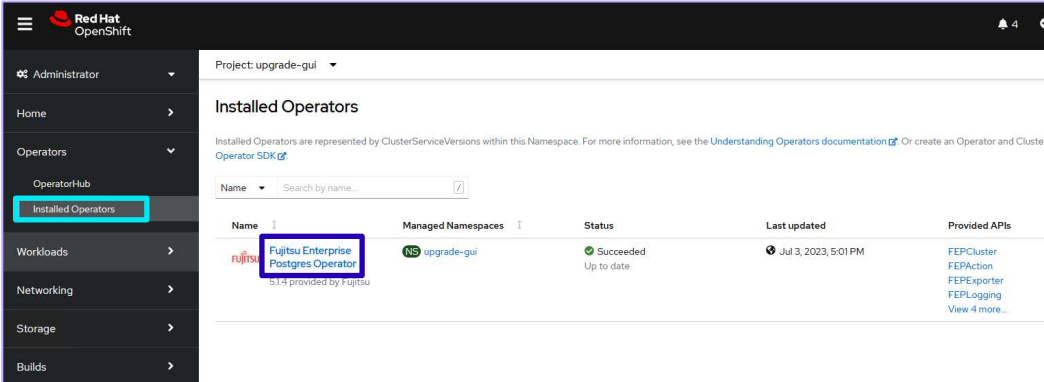 Red Hat
OpenShift
4
Administrator
Home
Operators
OperatorHub
Installed Operators
Workloads
Networking
Storage
Builds
Project: upgrade-gui
Installed Operators
Installed Operators are represented by ClusterServiceVersions within this Namespace. For more information, see the Understanding Operators documentation. Or create an Operator and Cluste
Operator SDK.
Name Search by name... /
Name Managed Namespaces Status Last updated Provided APIs
FUJITSU Fujitsu Enterprise NS upgrade-gui Succeeded Jul 3, 2023, 5:01 PM FEPCluster
Postgres Operator Up to date FEPAction
5.1.4 provided by Fujitsu FEPExporter
FEPLogging
View 4 more...